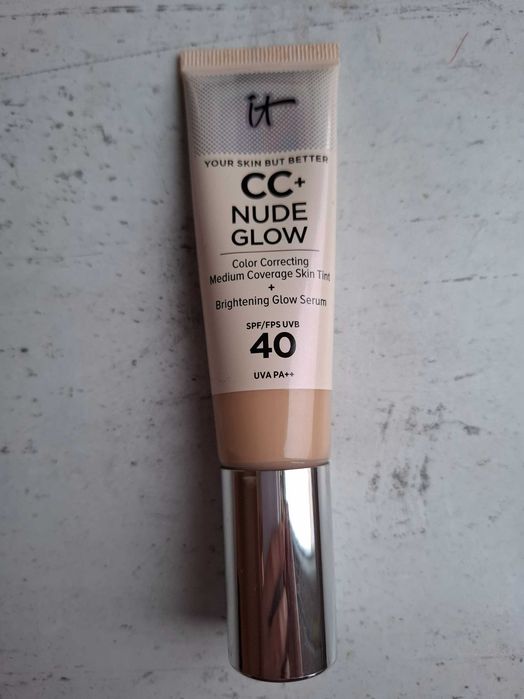 it
YOUR SKIN BUT BETTER
CC+
NUDE
GLOW
Color Correcting
Medium Coverage Skin Tint
+
Brightening Glow Serum
SPF/FPS UVB
40
UVA PA++